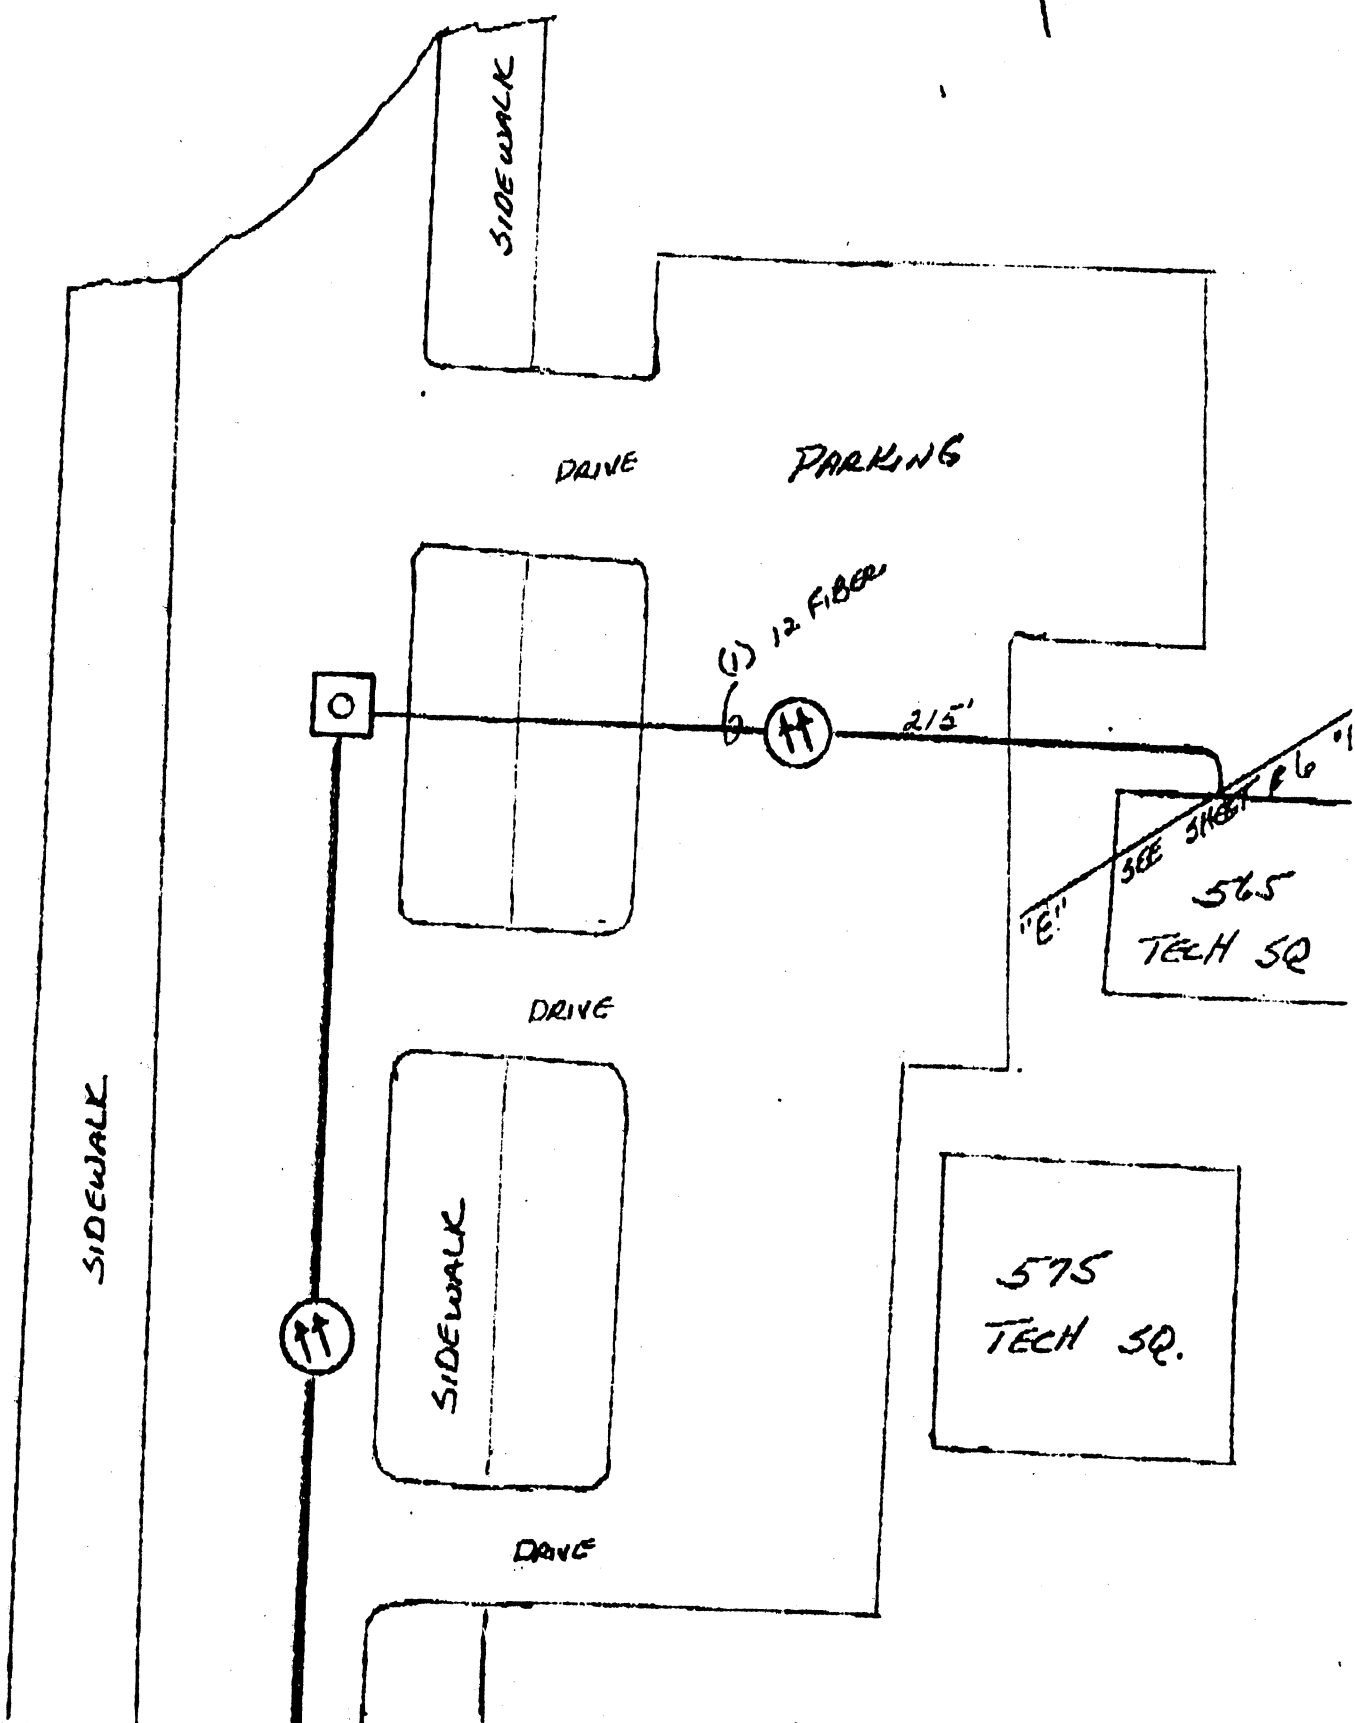 SIDEWALK
DRIVE
PARKING
(1) 12 FIBER
215'
SEE SHEET # 6
"E"
565
TECH SQ
DRIVE
SIDEWALK
SIDEWALK
575
TECH SQ.
DRIVE